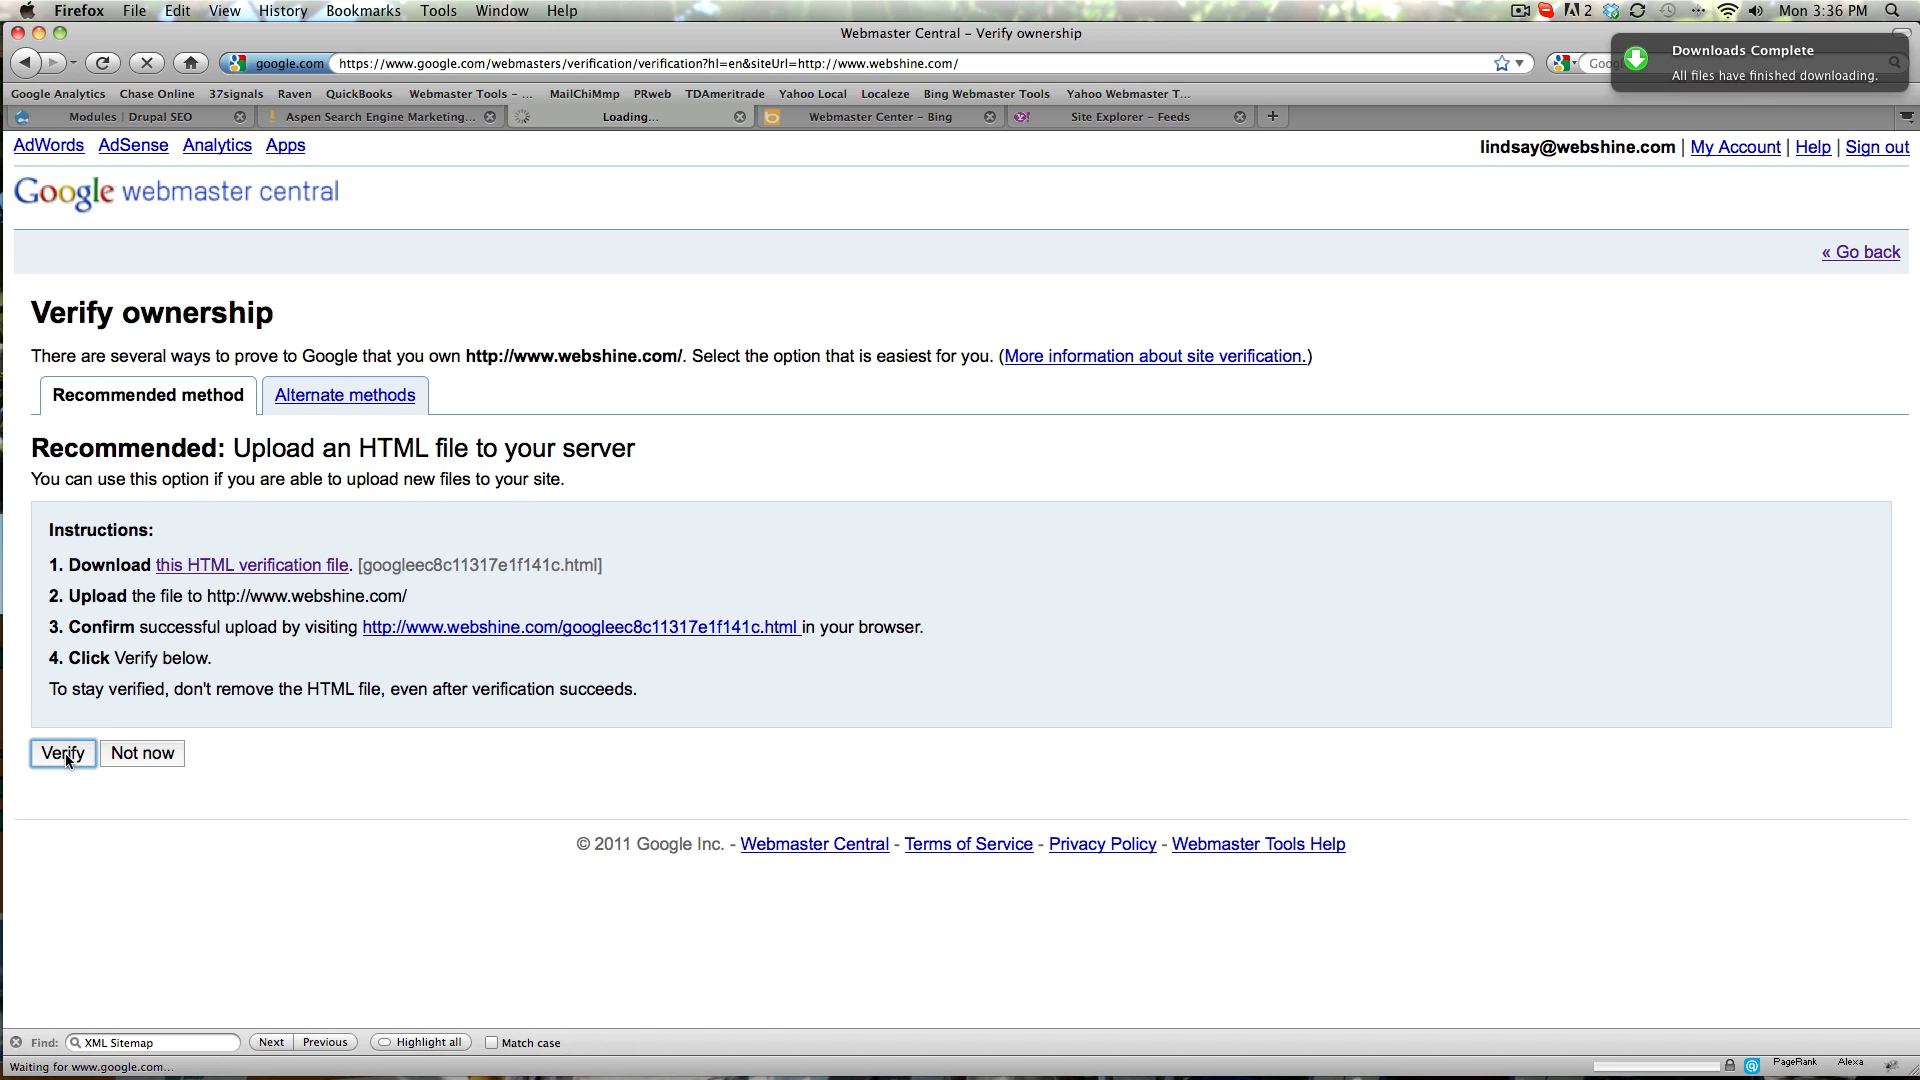 Firefox File Edit View History Bookmarks Tools Window Help 2 Mon 3:36 PM
Webmaster Central – Verify ownership
Downloads Complete
All files have finished downloading.
google.com https://www.google.com/webmasters/verification/verification?hl=en&siteUrl=http://www.webshine.com/ Goog
Google Analytics Chase Online 37signals Raven QuickBooks Webmaster Tools - ... MailChiMmp PRweb TDAmeritrade Yahoo Local Localeze Bing Webmaster Tools Yahoo Webmaster T...
Modules | Drupal SEO Aspen Search Engine Marketing... Loading... Webmaster Center – Bing Site Explorer – Feeds
AdWords AdSense Analytics Apps lindsay@webshine.com | My Account | Help | Sign out
Google webmaster central
« Go back
Verify ownership
There are several ways to prove to Google that you own http://www.webshine.com/. Select the option that is easiest for you. (More information about site verification.)
Recommended method Alternate methods
Recommended: Upload an HTML file to your server
You can use this option if you are able to upload new files to your site.
Instructions:
1. Download this HTML verification file. [googleec8c11317e1f141c.html]
2. Upload the file to http://www.webshine.com/
3. Confirm successful upload by visiting http://www.webshine.com/googleec8c11317e1f141c.html in your browser.
4. Click Verify below.
To stay verified, don't remove the HTML file, even after verification succeeds.
Verify Not now
© 2011 Google Inc. - Webmaster Central - Terms of Service - Privacy Policy - Webmaster Tools Help
Find: XML Sitemap Next Previous Highlight all Match case
Waiting for www.google.com... PageRank Alexa